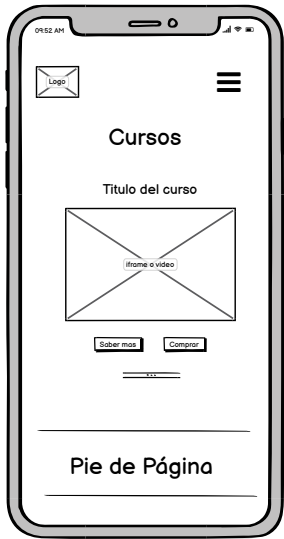 09:52 AM
Logo
Cursos
Titulo del curso
iframe o video
Saber mas
Comprar
Pie de Página